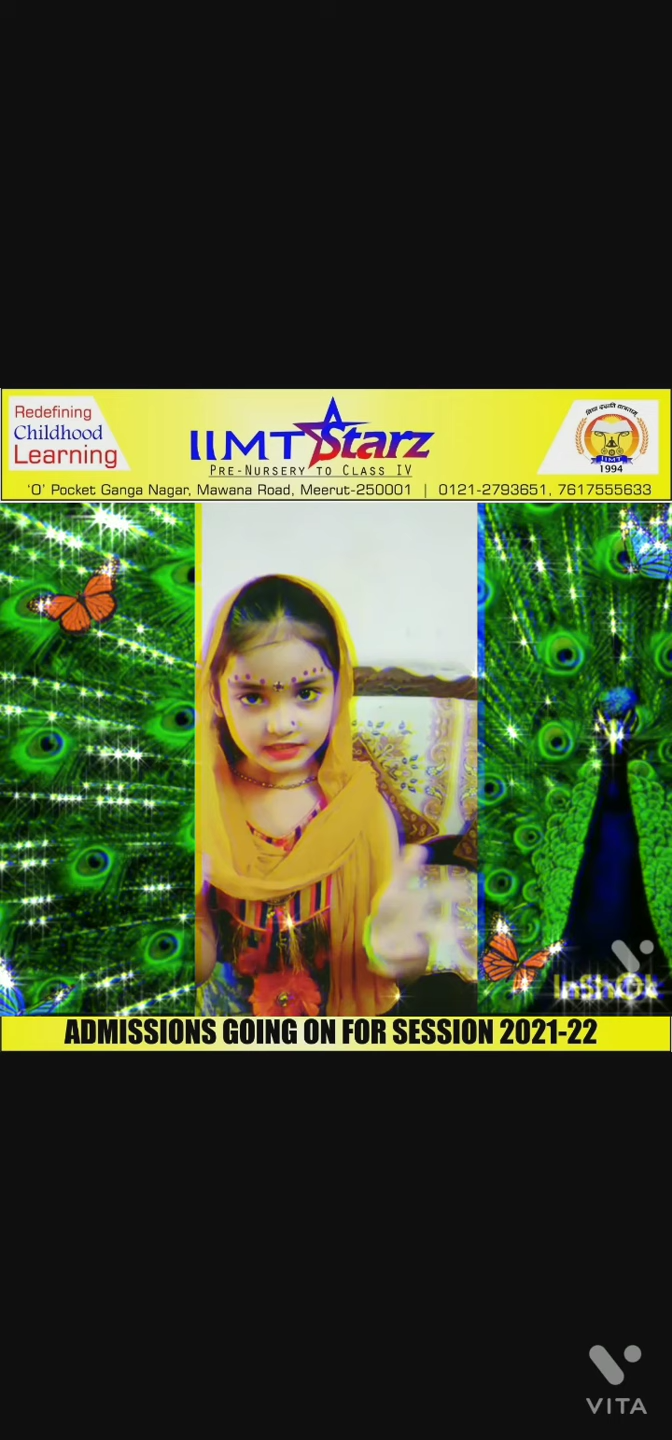 Redefining
Childhood
Learning
IIMT Starz
PRE-NURSERY TO CLASS IV
IIMT
1994
'O' Pocket Ganga Nagar, Mawana Road, Meerut-250001 | 0121-2793651, 7617555633
InShOt
ADMISSIONS GOING ON FOR SESSION 2021-22
VITA